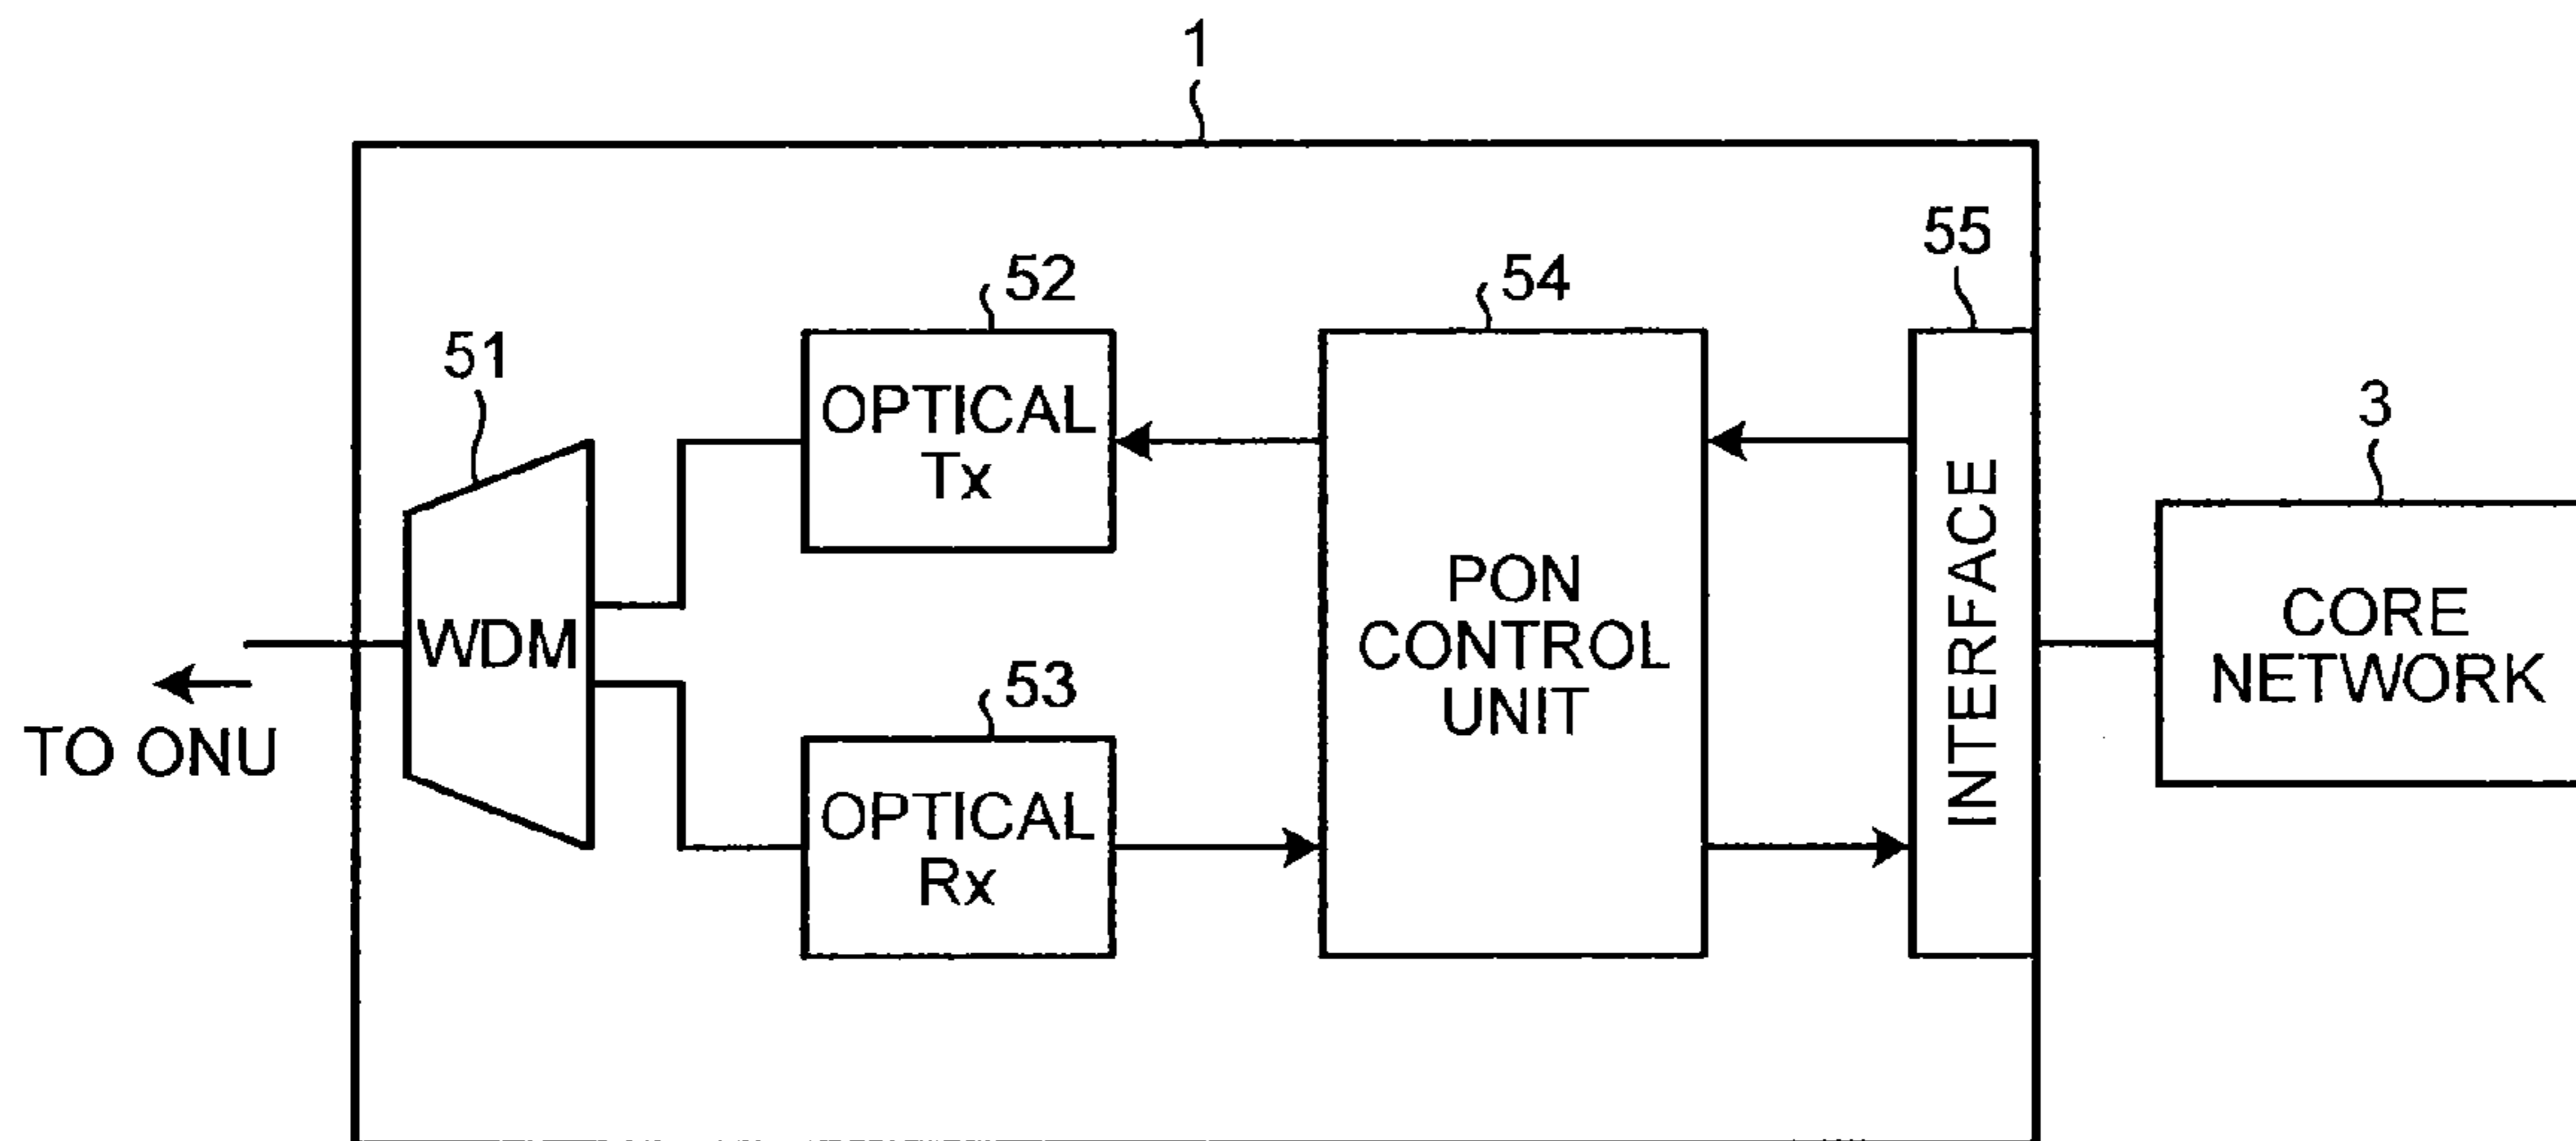 1
55
52
54
51
3
OPTICAL
Tx
WDM
PON
CONTROL
UNIT
INTERFACE
CORE
NETWORK
53
TO ONU
OPTICAL
Rx